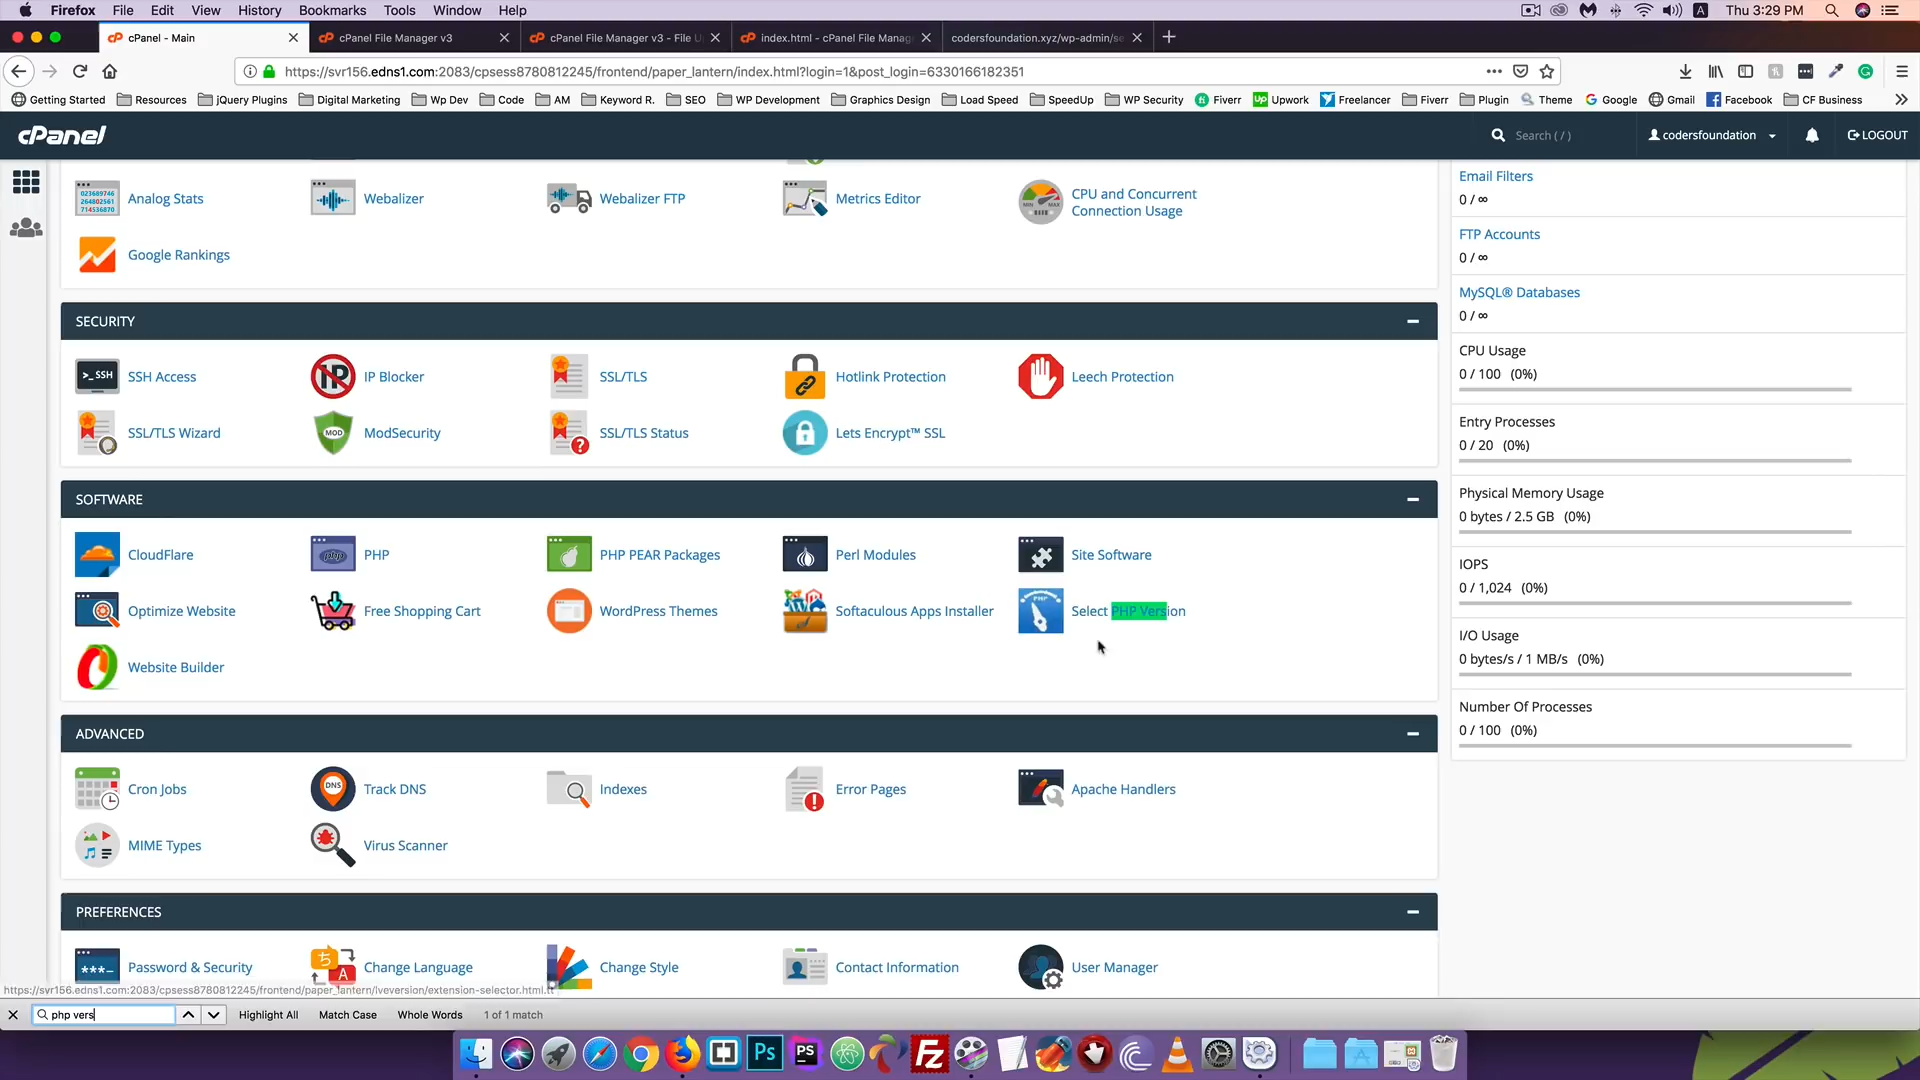 Firefox File Edit View History Bookmarks Tools Window Help Thu 3:29 PM
cPanel - Main
cPanel File Manager v3
cPanel File Manager v3 - File U
index.html - cPanel File Manag
codersfoundation.xyz/wp-admin/se
https://svr156.edns1.com:2083/cpsess8780812245/frontend/paper_lantern/index.html?login=1&post_login=6330166182351
Getting Started Resources jQuery Plugins Digital Marketing Wp Dev Code AM Keyword R. SEO WP Development Graphics Design Load Speed SpeedUp WP Security Fiverr Upwork Freelancer Fiverr Plugin Theme Google Gmail Facebook CF Business
cPanel Search ( / ) codersfoundation LOGOUT
Analog Stats
Webalizer
Webalizer FTP
Metrics Editor
CPU and Concurrent
Connection Usage
Google Rankings
SECURITY
SSH Access
IP Blocker
SSL/TLS
Hotlink Protection
Leech Protection
SSL/TLS Wizard
ModSecurity
SSL/TLS Status
Lets Encrypt™ SSL
SOFTWARE
CloudFlare
PHP
PHP PEAR Packages
Perl Modules
Site Software
Optimize Website
Free Shopping Cart
WordPress Themes
Softaculous Apps Installer
Select PHP Version
Website Builder
ADVANCED
Cron Jobs
Track DNS
Indexes
Error Pages
Apache Handlers
MIME Types
Virus Scanner
PREFERENCES
Password & Security
Change Language
Change Style
Contact Information
User Manager
Email Filters
0 / ∞
FTP Accounts
0 / ∞
MySQL® Databases
0 / ∞
CPU Usage
0 / 100 (0%)
Entry Processes
0 / 20 (0%)
Physical Memory Usage
0 bytes / 2.5 GB (0%)
IOPS
0 / 1,024 (0%)
I/O Usage
0 bytes/s / 1 MB/s (0%)
Number Of Processes
0 / 100 (0%)
https://svr156.edns1.com:2083/cpsess8780812245/frontend/paper_lantern/lveversion/extension-selector.html.tt
php vers Highlight All Match Case Whole Words 1 of 1 match